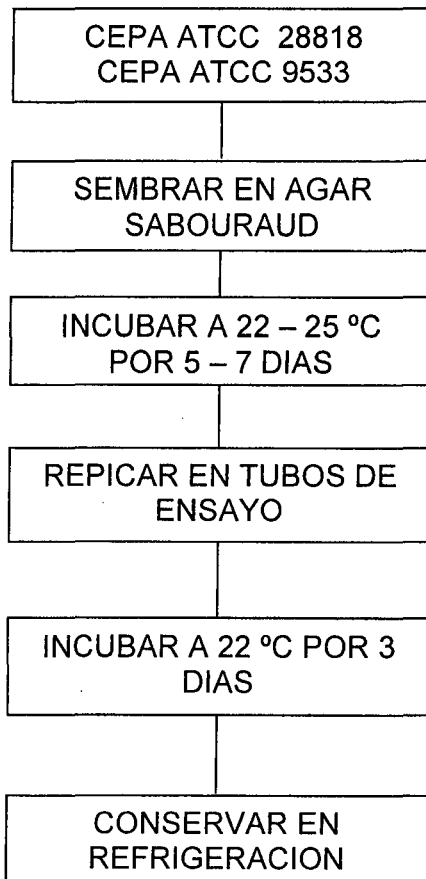 CEPA ATCC 28818
CEPA ATCC 9533
SEMBRAR EN AGAR
SABOURAUD
INCUBAR A 22 – 25 ºC
POR 5 – 7 DIAS
REPICAR EN TUBOS DE
ENSAYO
INCUBAR A 22 ºC POR 3
DIAS
CONSERVAR EN
REFRIGERACION